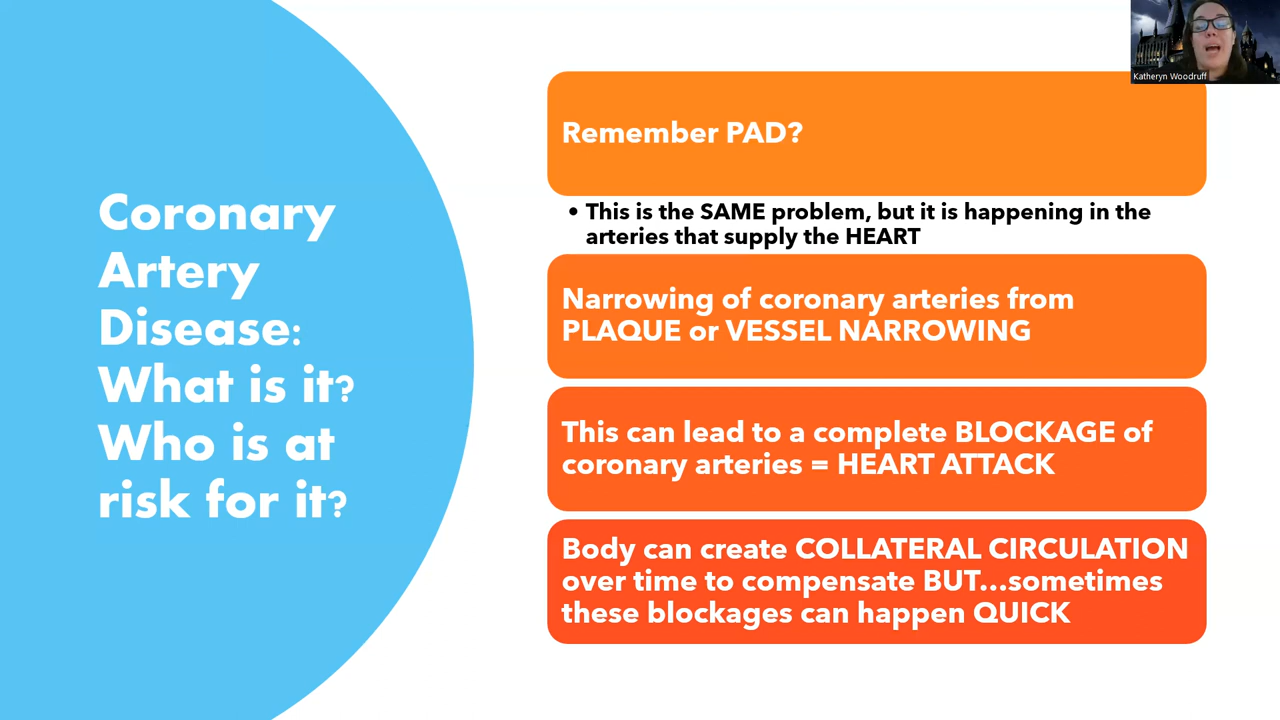 Coronary
Artery
Disease:
What is it?
Who is at
risk for it?
Remember PAD?
• This is the SAME problem, but it is happening in the
arteries that supply the HEART
Narrowing of coronary arteries from
PLAQUE or VESSEL NARROWING
This can lead to a complete BLOCKAGE of
coronary arteries = HEART ATTACK
Body can create COLLATERAL CIRCULATION
over time to compensate BUT...sometimes
these blockages can happen QUICK
Katheryn Woodruff